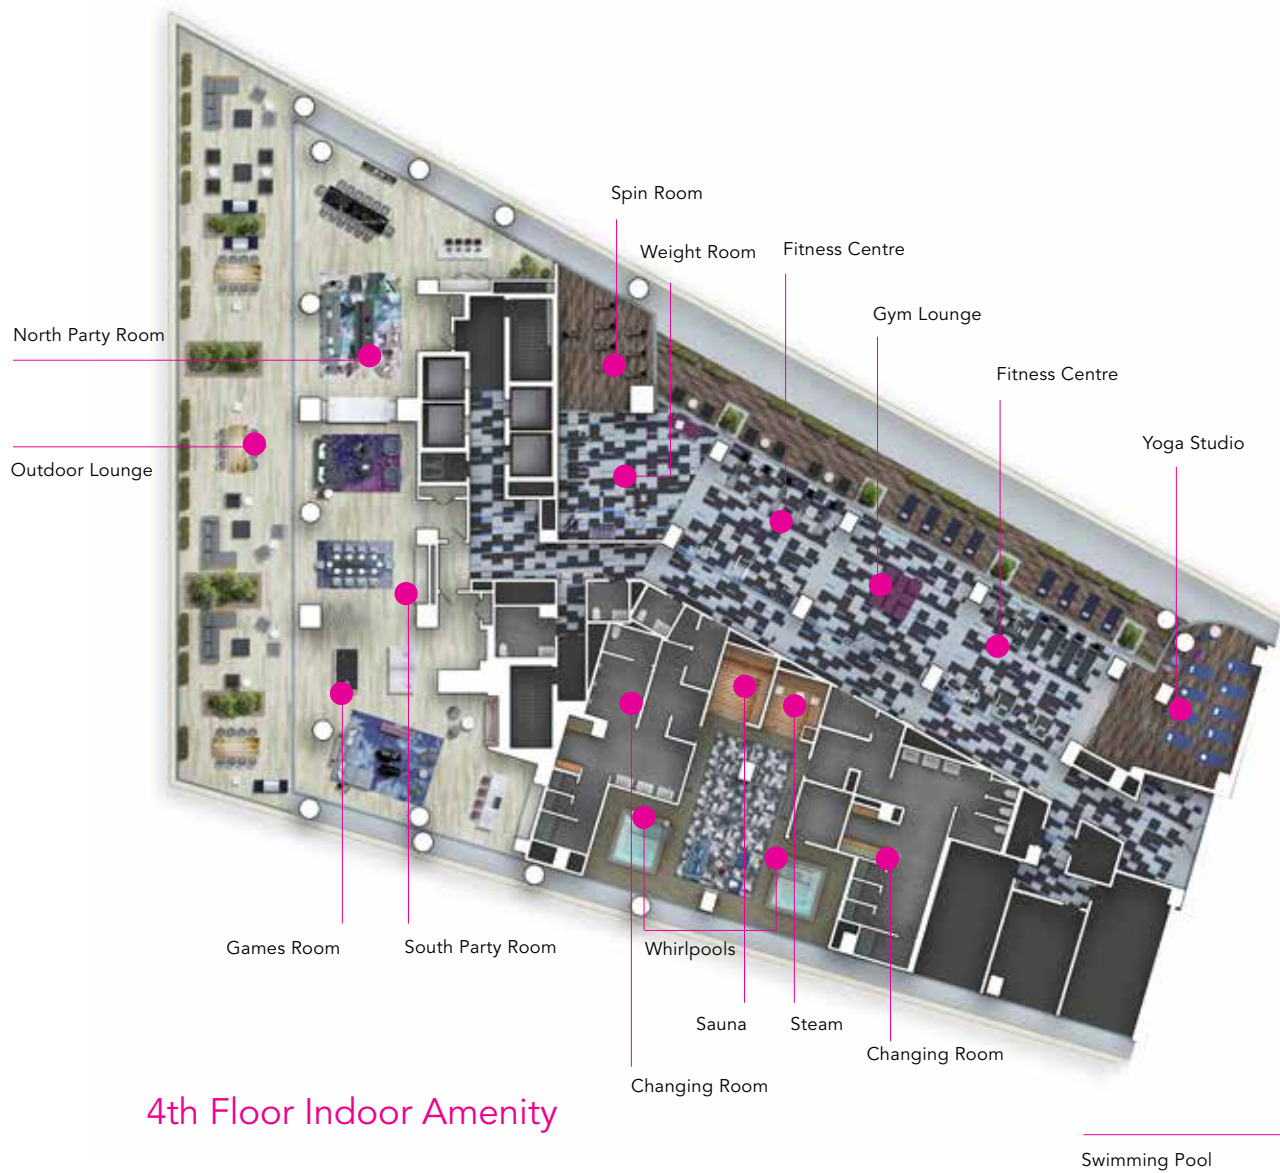 Spin Room
Weight Room
Fitness Centre
Gym Lounge
North Party Room
Fitness Centre
Yoga Studio
Outdoor Lounge
Games Room
South Party Room
Whirlpools
Sauna
Steam
Changing Room
Changing Room
4th Floor Indoor Amenity
Swimming Pool